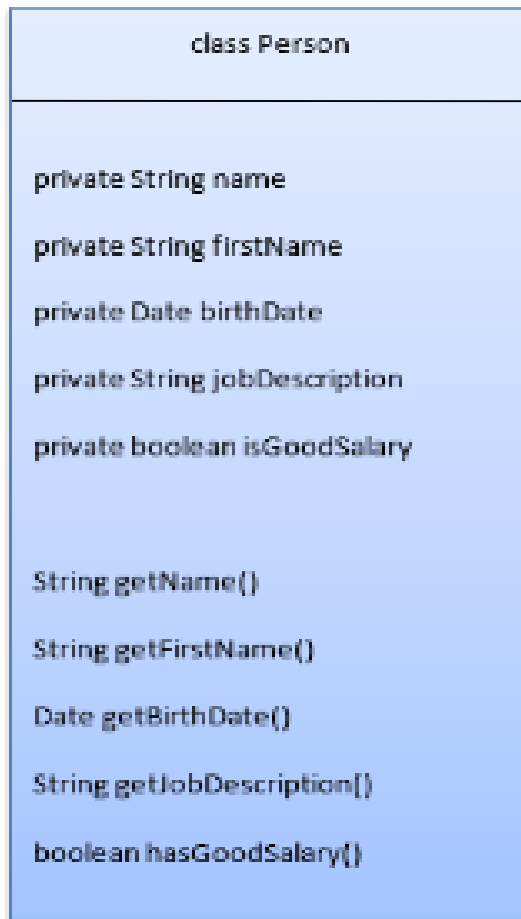 class Person
private String name
private String firstName
private Date birthDate
private String jobDescription
private boolean isGoodSalary
String getName()
String getFirstName()
Date getBirthDate()
String getJobDescription()
boolean hasGoodSalary()